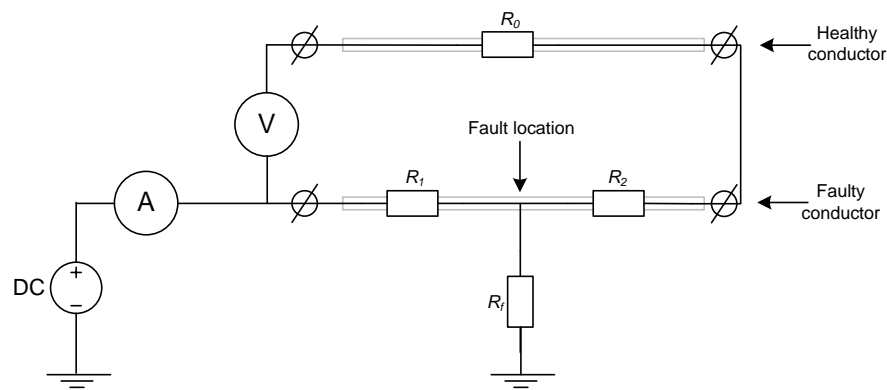 R0
Healthy
conductor
V
Fault location
A
R1
R2
Faulty
conductor
DC
+
−
Rf